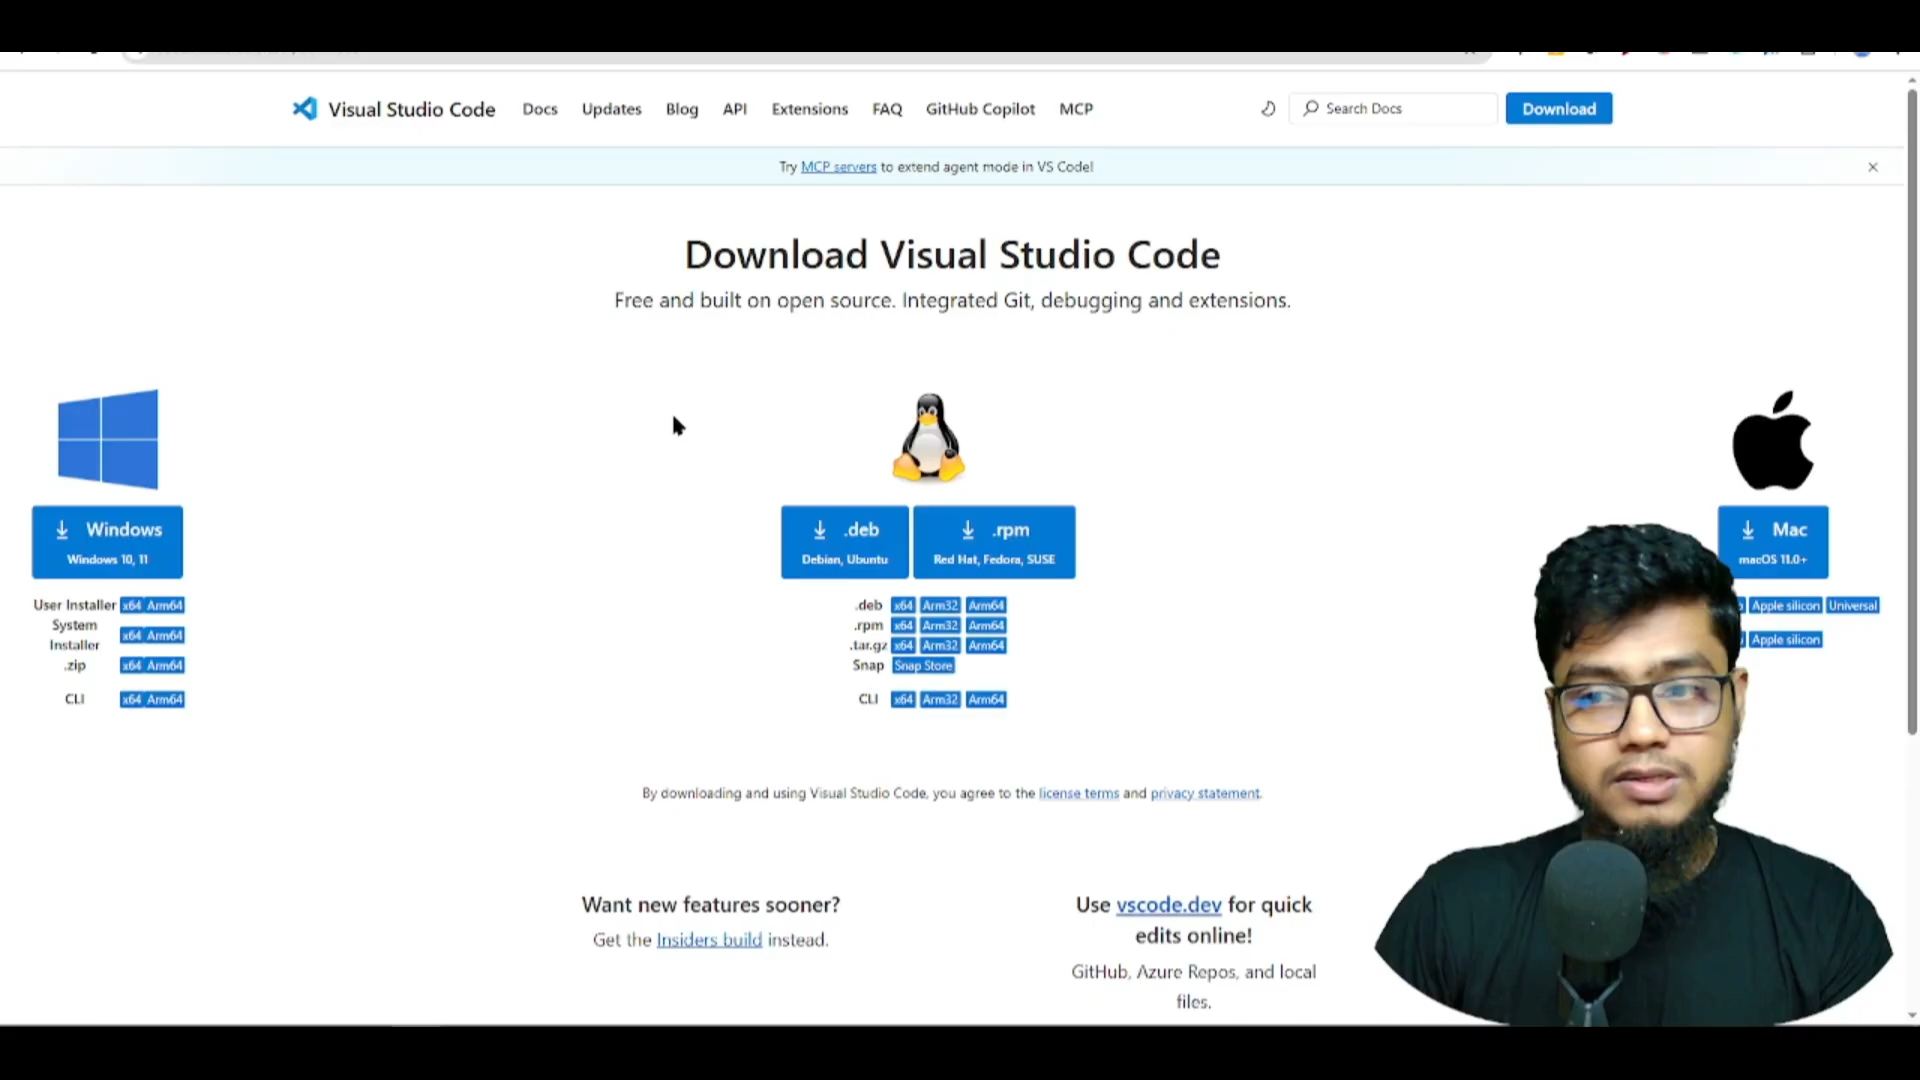 Visual Studio Code Docs Updates Blog API Extensions FAQ GitHub Copilot MCP Search Docs Download
Try MCP servers to extend agent mode in VS Code!
Download Visual Studio Code
Free and built on open source. Integrated Git, debugging and extensions.
Windows
Windows 10, 11
User Installer x64 Arm64
System
Installer x64 Arm64
.zip x64 Arm64
CLI x64 Arm64
.deb
Debian, Ubuntu
.rpm
Red Hat, Fedora, SUSE
.deb x64 Arm32 Arm64
.rpm x64 Arm32 Arm64
.tar.gz x64 Arm32 Arm64
Snap Snap Store
CLI x64 Arm32 Arm64
Mac
macOS 11.0+
Apple silicon Universal
Apple silicon
By downloading and using Visual Studio Code, you agree to the license terms and privacy statement.
Want new features sooner?
Get the Insiders build instead.
Use vscode.dev for quick
edits online!
GitHub, Azure Repos, and local
files.